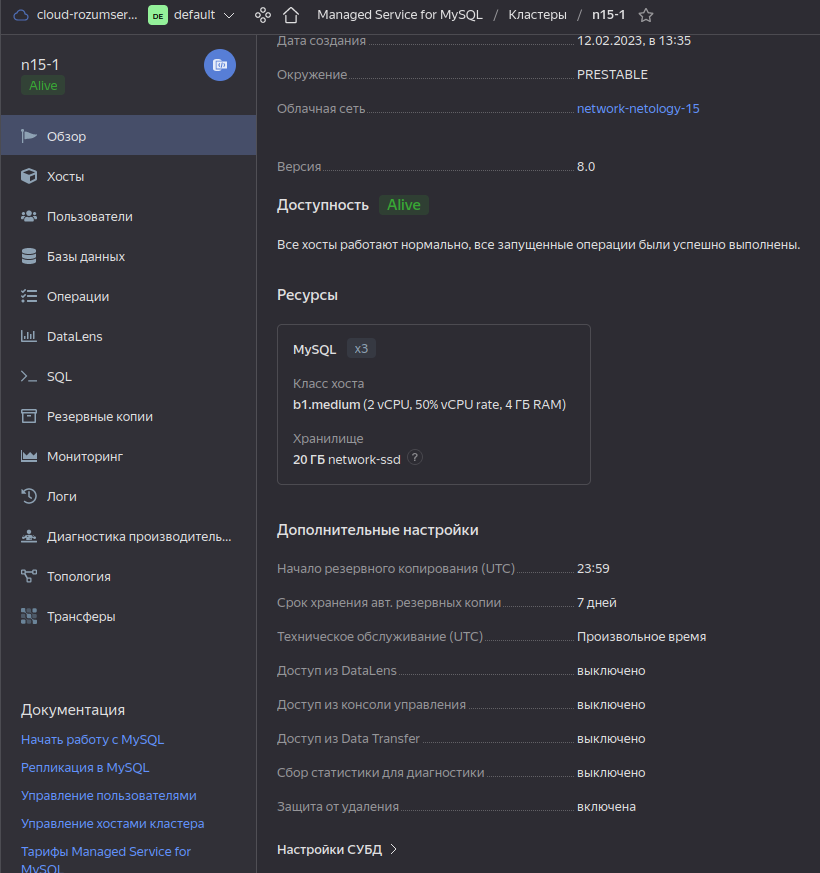 cloud-rozumser... DE default Managed Service for MySQL / Кластеры / n15-1
n15-1
Alive
Обзор
Хосты
Пользователи
Базы данных
Операции
DataLens
SQL
Резервные копии
Мониторинг
Логи
Диагностика производитель...
Топология
Трансферы
Документация
Начать работу с MySQL
Репликация в MySQL
Управление пользователями
Управление хостами кластера
Тарифы Managed Service for
MySQL
Дата создания 12.02.2023, в 13:35
Окружение PRESTABLE
Облачная сеть network-netology-15
Версия 8.0
Доступность Alive
Все хосты работают нормально, все запущенные операции были успешно выполнены.
Ресурсы
MySQL x3
Класс хоста
b1.medium (2 vCPU, 50% vCPU rate, 4 ГБ RAM)
Хранилище
20 ГБ network-ssd ?
Дополнительные настройки
Начало резервного копирования (UTC) 23:59
Срок хранения авт. резервных копии 7 дней
Техническое обслуживание (UTC) Произвольное время
Доступ из DataLens выключено
Доступ из консоли управления выключено
Доступ из Data Transfer выключено
Сбор статистики для диагностики выключено
Защита от удаления включена
Настройки СУБД